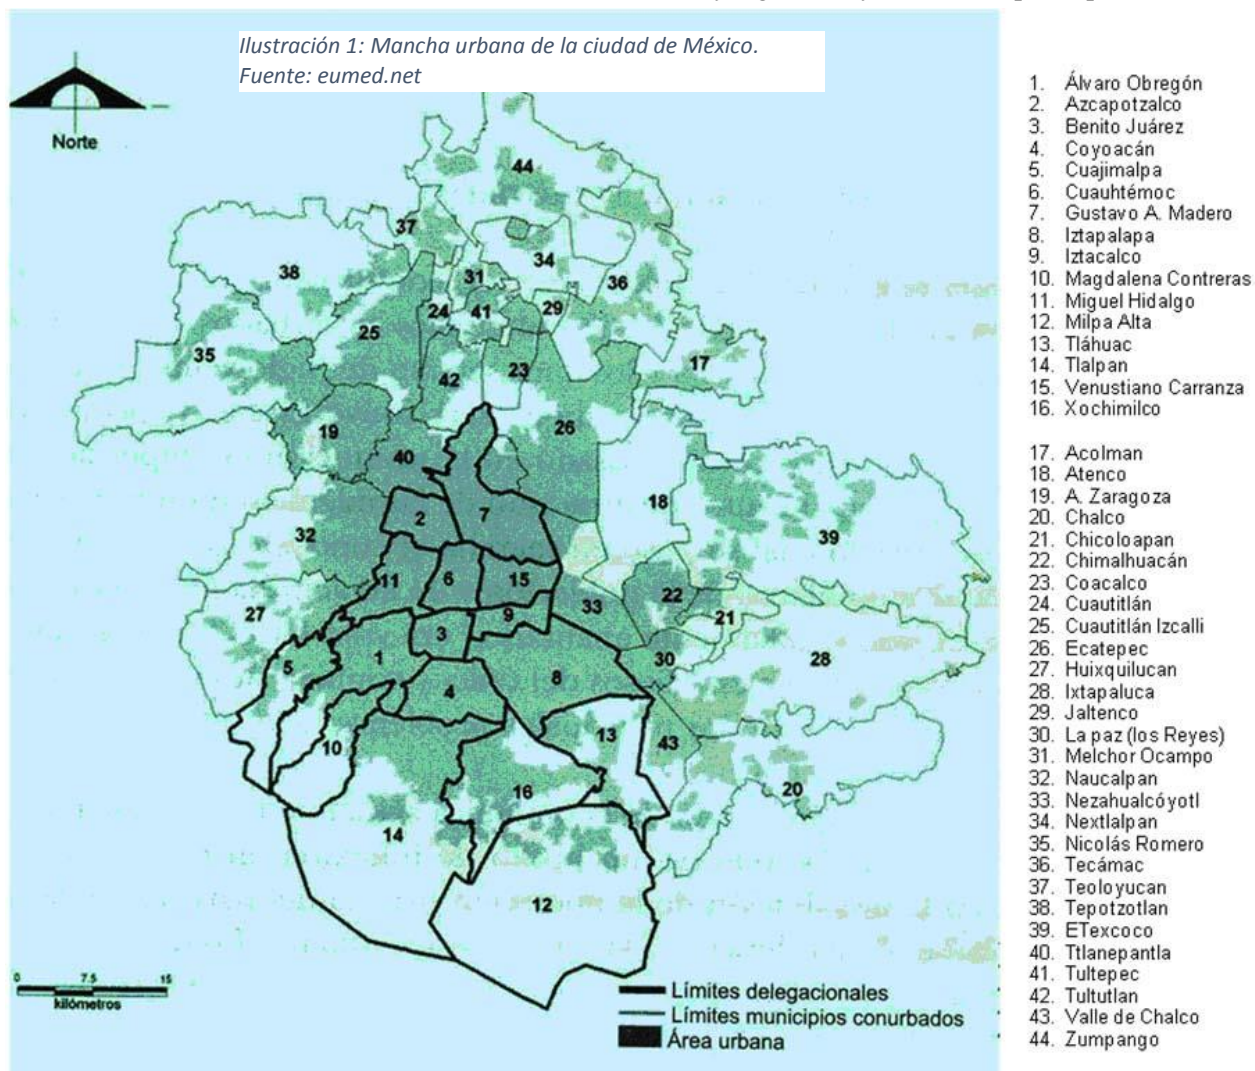 Ilustración 1: Mancha urbana de la ciudad de México.
Fuente: eumed.net
Norte
44
37
38
34
31
36
24
41
29
25
35
17
23
42
26
19
40
18
2
7
39
32
11
6
15
22
33
21
27
9
3
1
30
28
5
8
4
10
13
43
16
20
14
12
0 7.5 15
kilómetros
Límites delegacionales
Límites municipios conurbados
Área urbana
1. Álvaro Obregón
2. Azcapotzalco
3. Benito Juárez
4. Coyoacán
5. Cuajimalpa
6. Cuauhtémoc
7. Gustavo A. Madero
8. Iztapalapa
9. Iztacalco
10. Magdalena Contreras
11. Miguel Hidalgo
12. Milpa Alta
13. Tláhuac
14. Tlalpan
15. Venustiano Carranza
16. Xochimilco
17. Acolman
18. Atenco
19. A. Zaragoza
20. Chalco
21. Chicoloapan
22. Chimalhuacán
23. Coacalco
24. Cuautitlán
25. Cuautitlán Izcalli
26. Ecatepec
27. Huixquilucan
28. Ixtapaluca
29. Jaltenco
30. La paz (los Reyes)
31. Melchor Ocampo
32. Naucalpan
33. Nezahualcóyotl
34. Nextlalpan
35. Nicolás Romero
36. Tecámac
37. Teoloyucan
38. Tepotzotlan
39. ETexcoco
40. Ttlanepantla
41. Tultepec
42. Tultutlan
43. Valle de Chalco
44. Zumpango